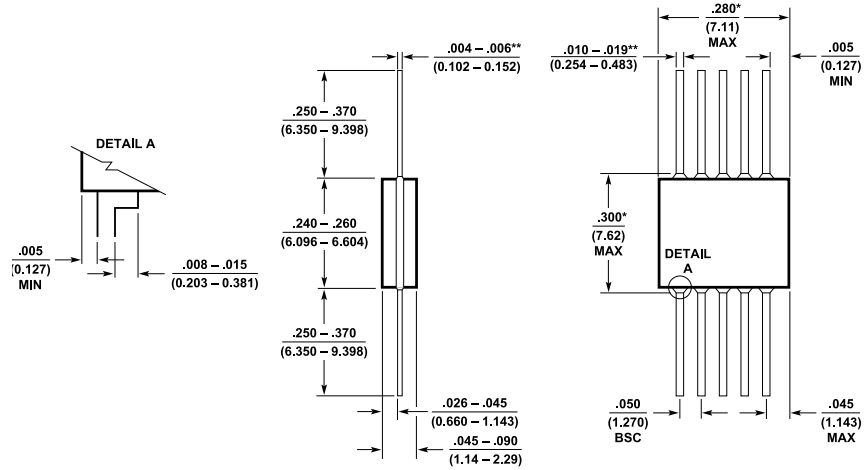 .280*
(7.11)
MAX
.004 – .006**
(0.102 – 0.152)
.010 – .019**
(0.254 – 0.483)
.005
(0.127)
MIN
.250 – .370
(6.350 – 9.398)
DETAIL A
.240 – .260
(6.096 – 6.604)
.300*
(7.62)
MAX
DETAIL
A
.005
(0.127)
MIN
.008 – .015
(0.203 – 0.381)
.250 – .370
(6.350 – 9.398)
.026 – .045
(0.660 – 1.143)
.045 – .090
(1.14 – 2.29)
.050
(1.270)
BSC
.045
(1.143)
MAX